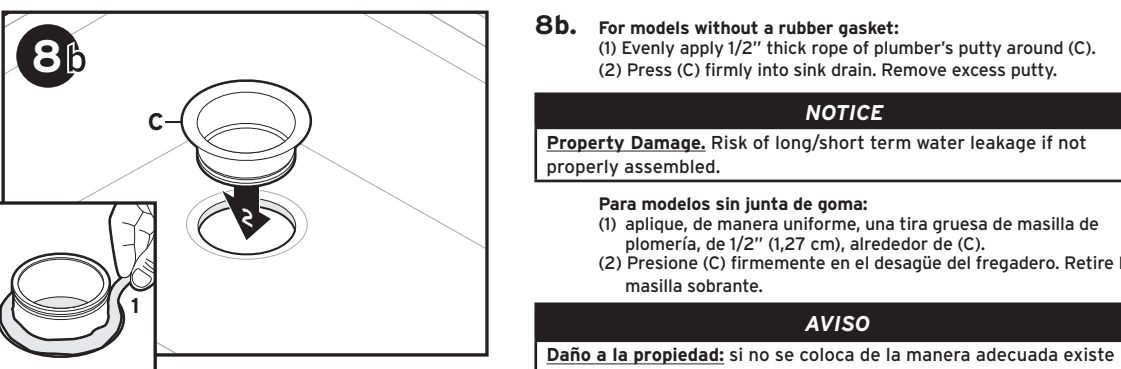 8b
C
2
1
8b. For models without a rubber gasket:
(1) Evenly apply 1/2" thick rope of plumber's putty around (C).
(2) Press (C) firmly into sink drain. Remove excess putty.
NOTICE
Property Damage. Risk of long/short term water leakage if not
properly assembled.
Para modelos sin junta de goma:
(1) aplique, de manera uniforme, una tira gruesa de masilla de
plomería, de 1/2" (1,27 cm), alrededor de (C).
(2) Presione (C) firmemente en el desagüe del fregadero. Retire
masilla sobrante.
AVISO
Daño a la propiedad: si no se coloca de la manera adecuada existe